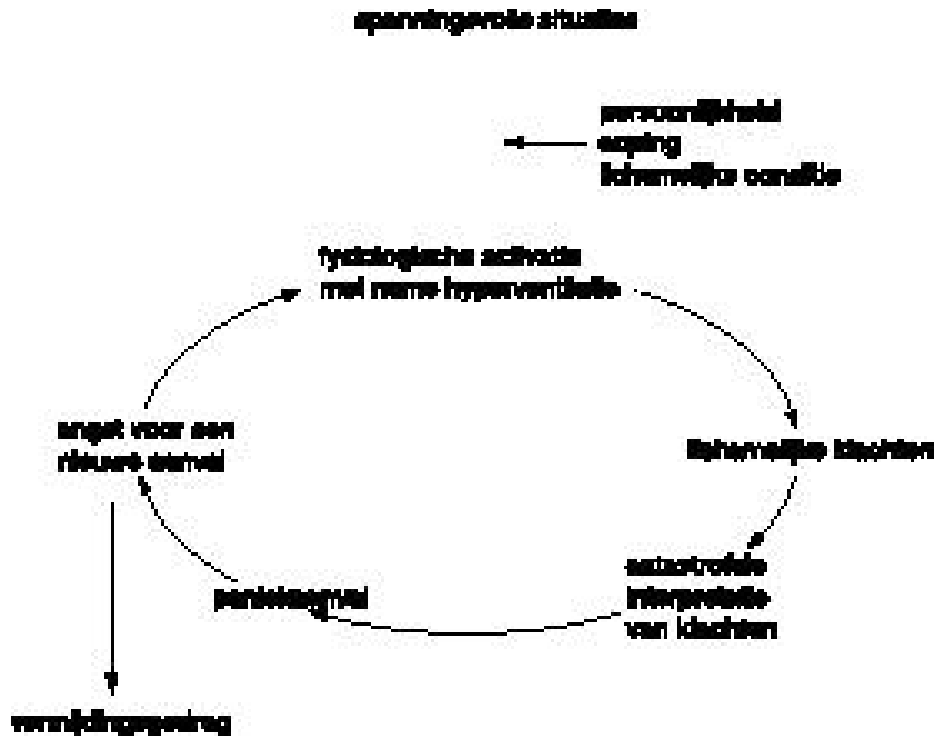 spanningsvolle situaties
persoonlijkheid
coping
lichamelijke conditie
fysiologische activatie
met name hyperventilatie
angst voor een
nieuwe aanval
lichamelijke klachten
catastrofale
interpretatie
van klachten
paniekaanval
vermijdingsgedrag